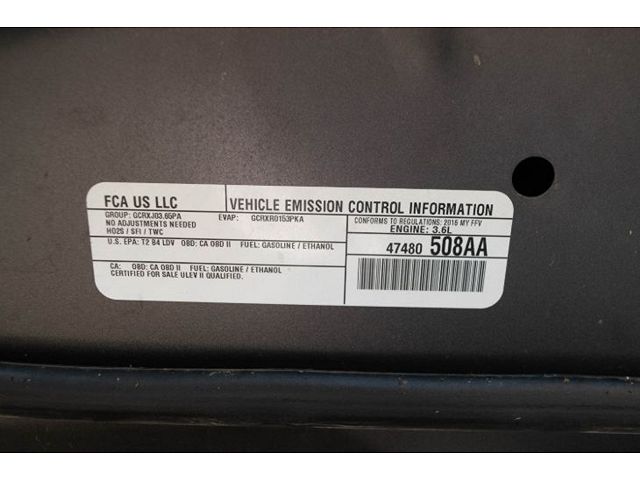 FCA US LLC
VEHICLE EMISSION CONTROL INFORMATION
GROUP: GCRXJ03.65PA EVAP: GCRXR0153PKA
NO ADJUSTMENTS NEEDED
HO2S / SFI / TWC
CONFORMS TO REGULATIONS: 2016 MY FFV
ENGINE: 3.6L
U.S. EPA: T2 B4 LDV OBD: CA OBD II FUEL: GASOLINE / ETHANOL
47480 508AA
CA: OBD: CA OBD II FUEL: GASOLINE / ETHANOL
CERTIFIED FOR SALE ULEV II QUALIFIED.